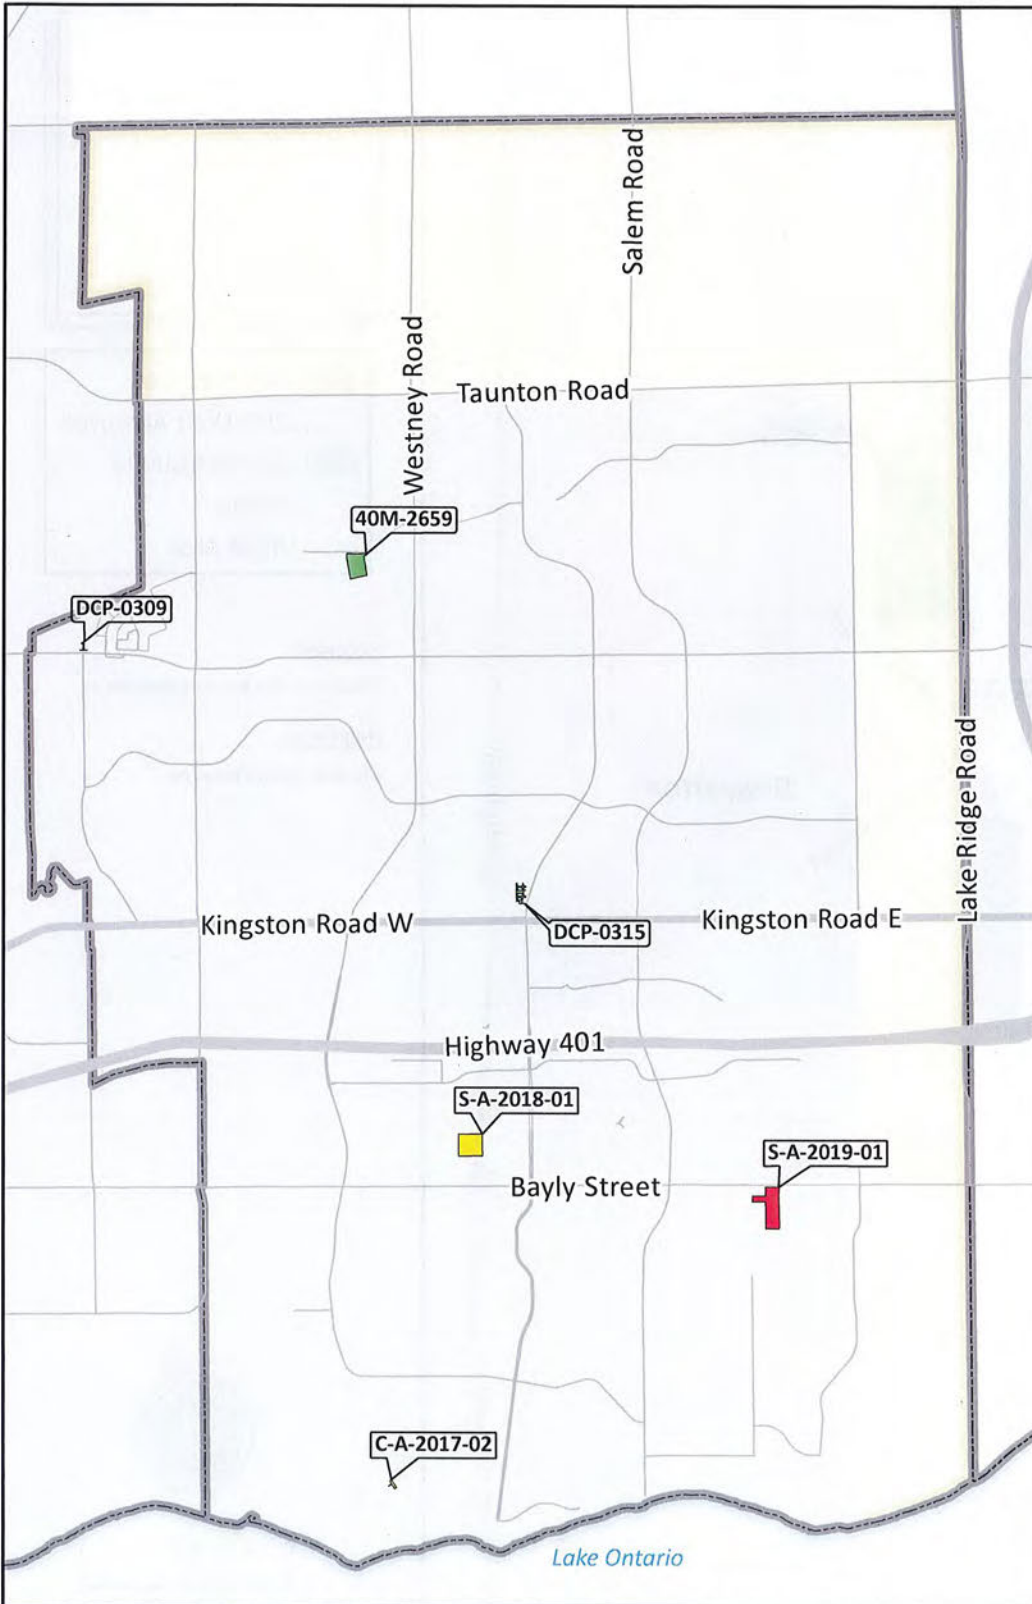 Salem Road
Westney Road
Taunton Road
40M-2659
DCP-0309
Lake Ridge Road
Kingston Road W
DCP-0315
Kingston Road E
Highway 401
S-A-2018-01
S-A-2019-01
Bayly Street
C-A-2017-02
Lake Ontario